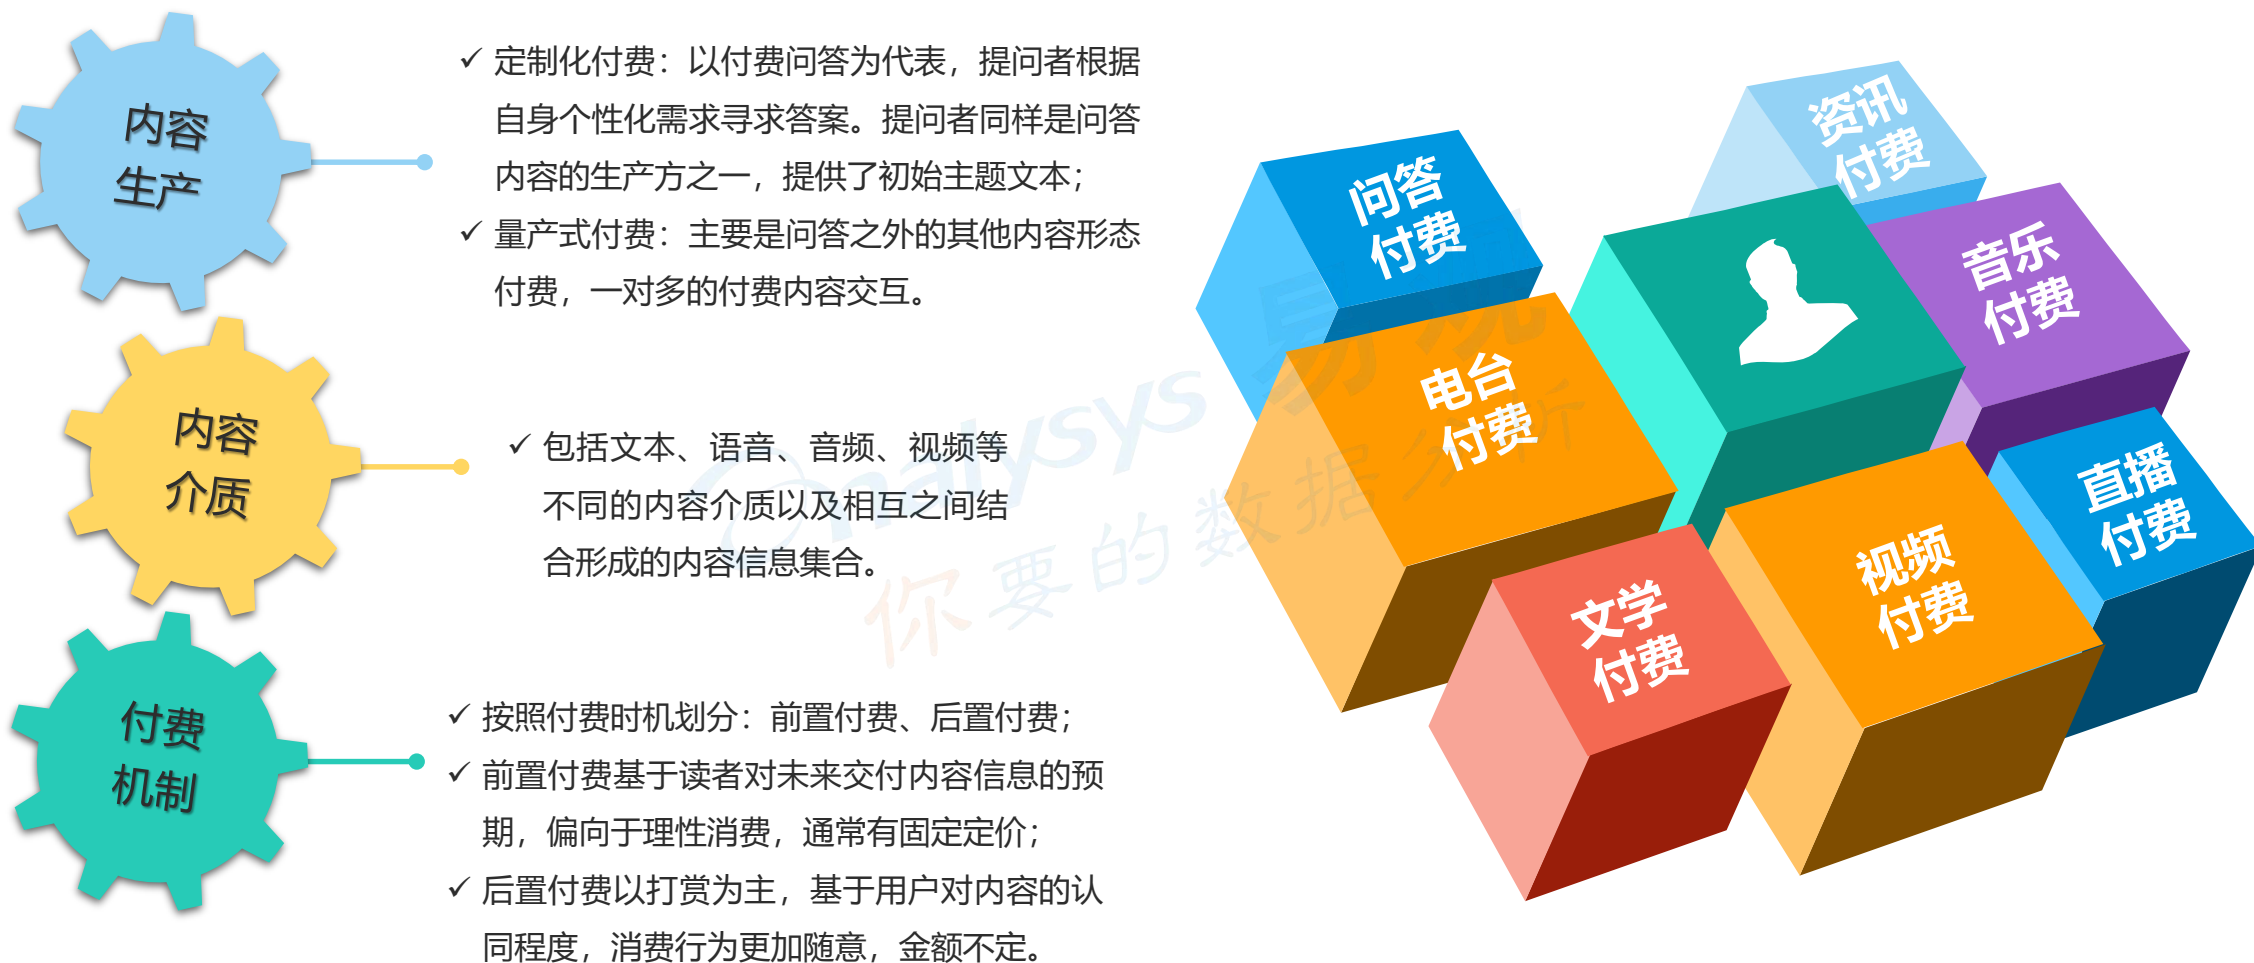 内容
生产
定制化付费：以付费问答为代表，提问者根据
自身个性化需求寻求答案。提问者同样是问答
内容的生产方之一，提供了初始主题文本；
量产式付费：主要是问答之外的其他内容形态
付费，一对多的付费内容交互。
内容
介质
包括文本、语音、音频、视频等
不同的内容介质以及相互之间结
合形成的内容信息集合。
付费
机制
按照付费时机划分：前置付费、后置付费；
前置付费基于读者对未来交付内容信息的预
期，偏向于理性消费，通常有固定定价；
后置付费以打赏为主，基于用户对内容的认
同程度，消费行为更加随意，金额不定。
资讯
付费
问答
付费
音乐
付费
电台
付费
直播
付费
视频
付费
文学
付费
analysys 易观
你要的数据分析